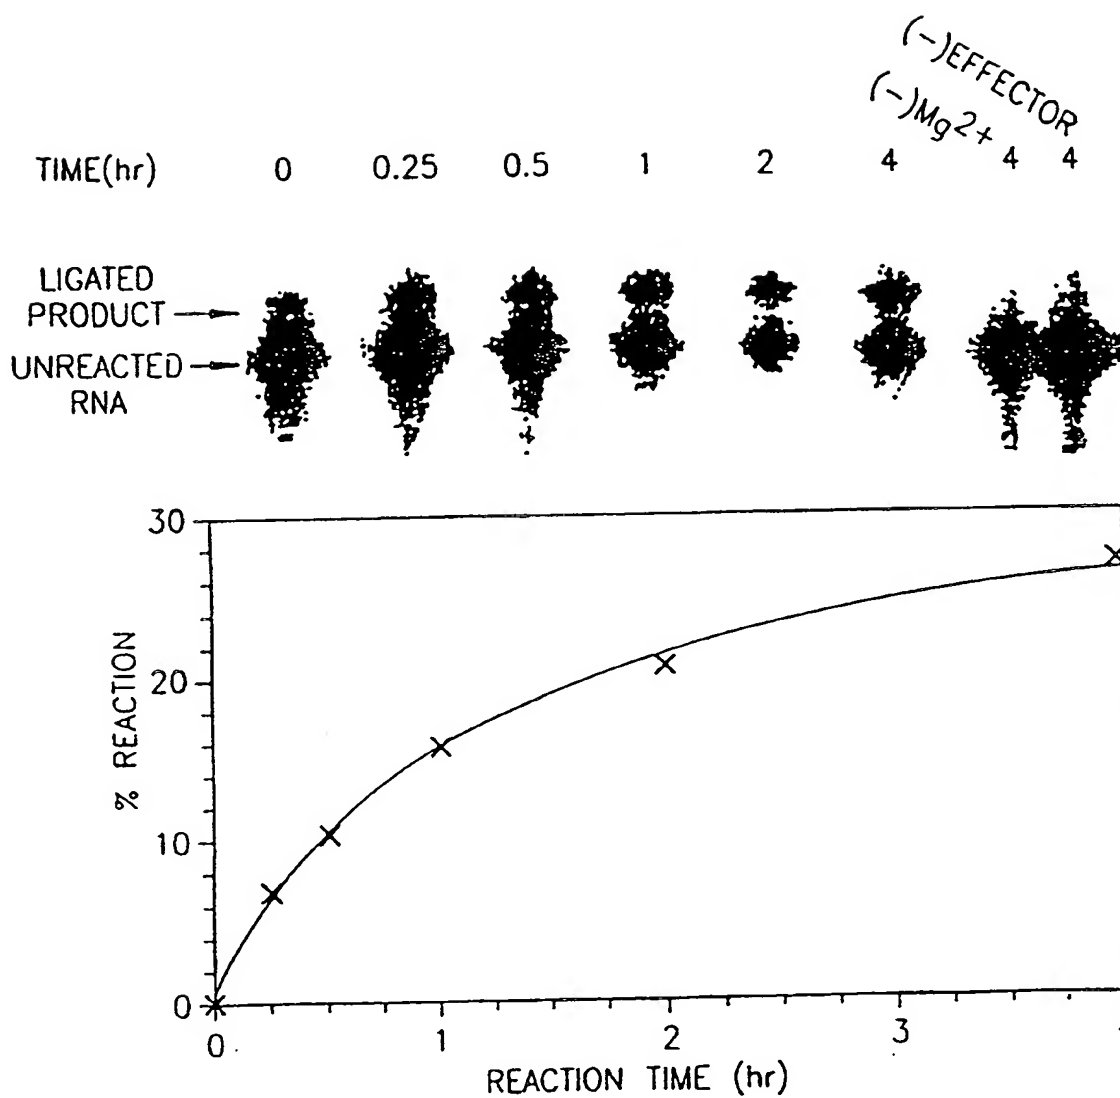 (-)EFFECTOR
(-)Mg2+
TIME(hr) 0 0.25 0.5 1 2 4 4 4
LIGATED
PRODUCT
UNREACTED
RNA
30
20
10
0
% REACTION
0 1 2 3
REACTION TIME (hr)